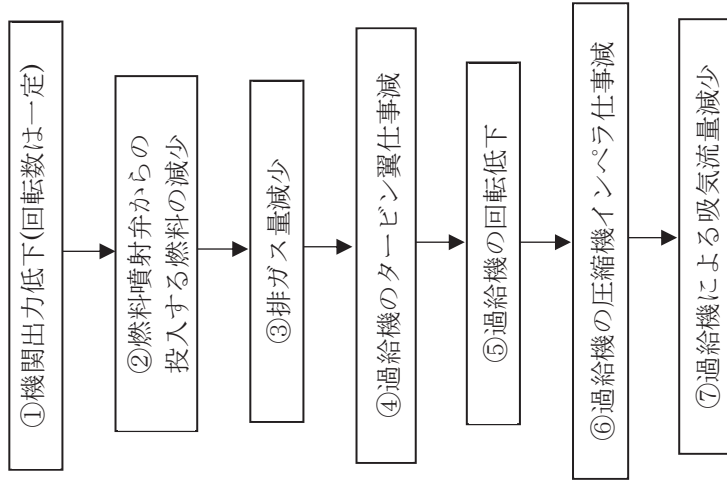 ①機関出力低下(回転数は一定)
②燃料噴射弁からの
投入する燃料の減少
③排ガス量減少
④過給機のタービン翼仕事減
⑤過給機の回転低下
⑥過給機の圧縮機インペラ仕事減
⑦過給機による吸気流量減少